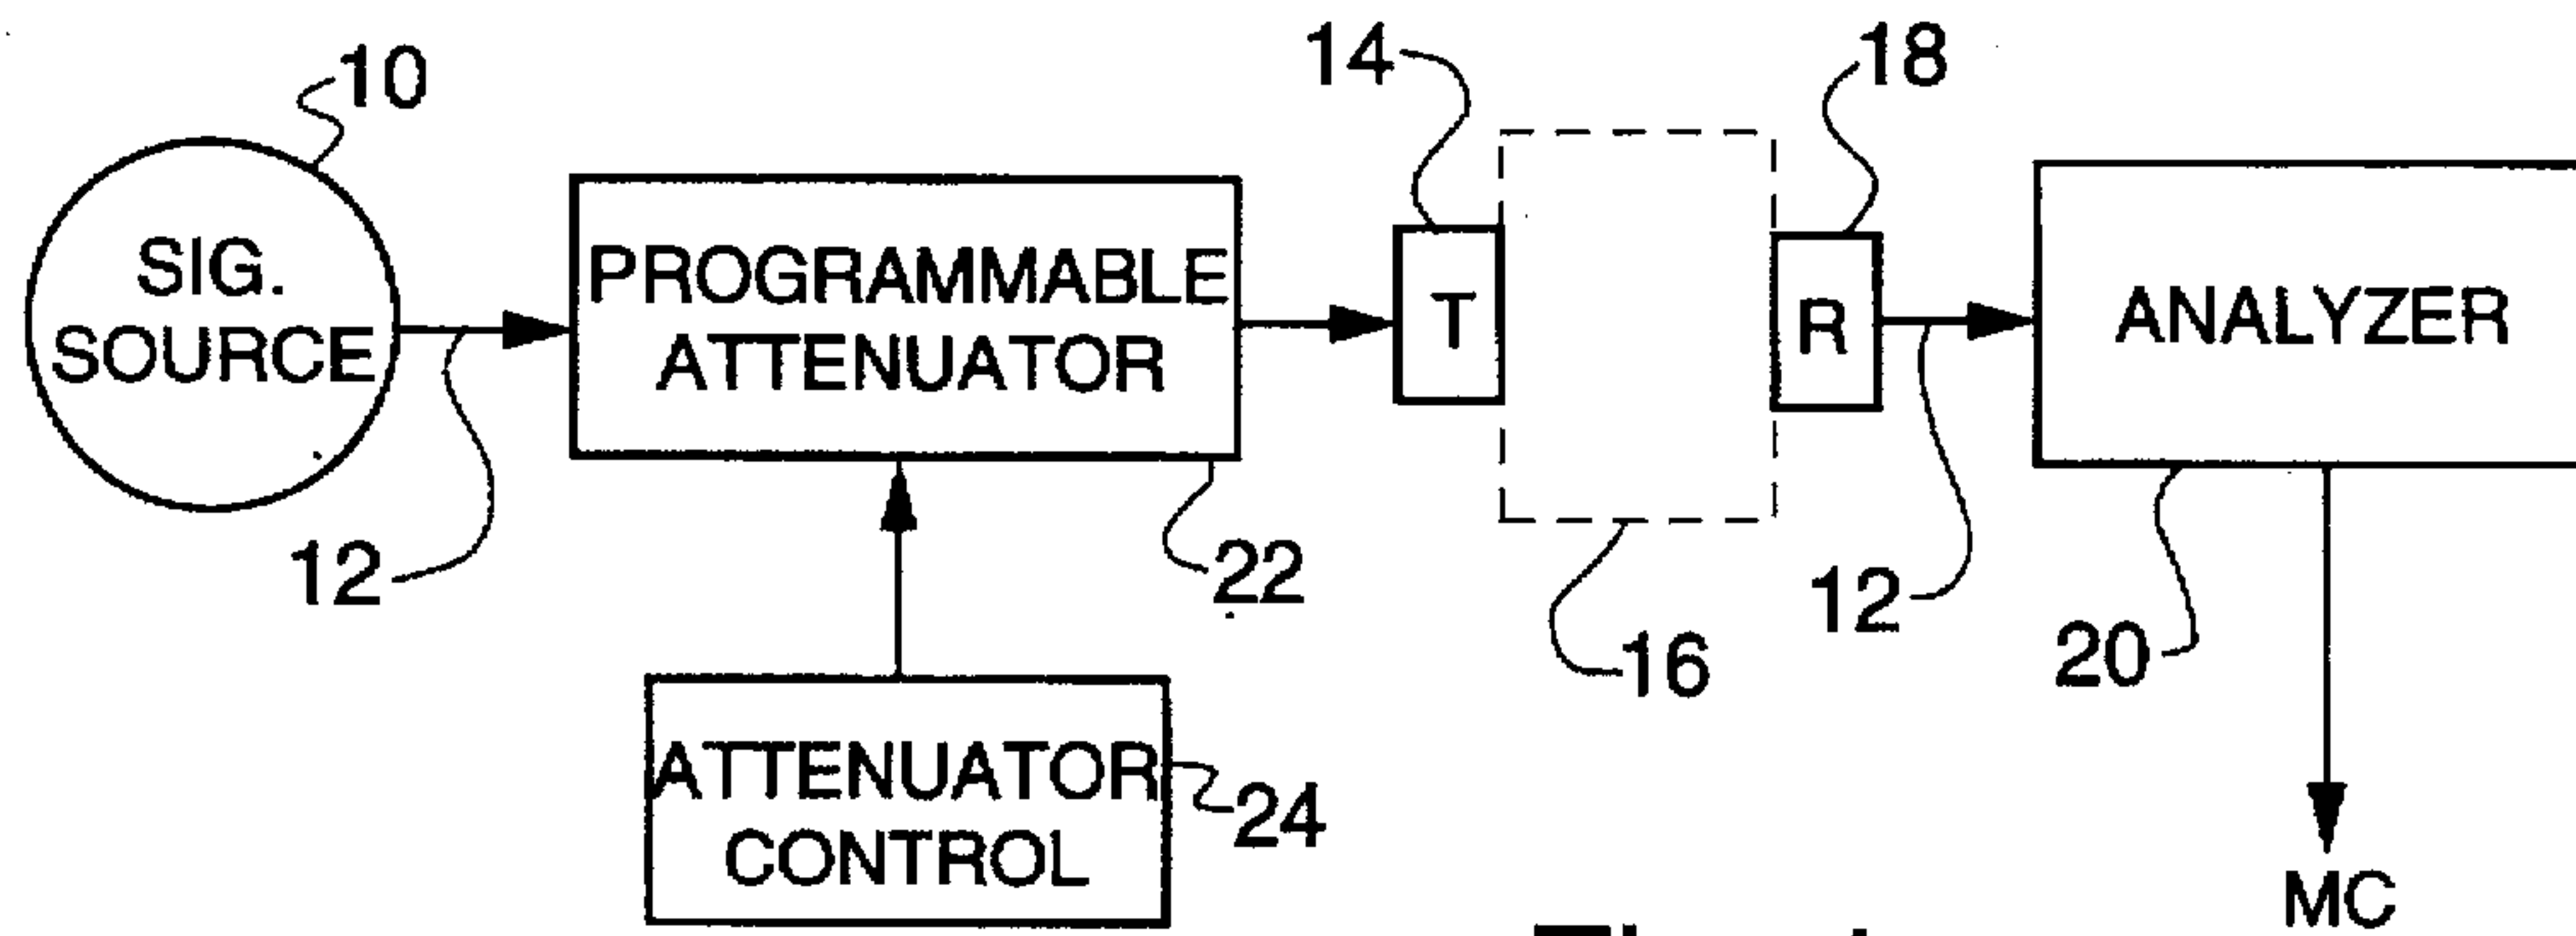 10
14
18
SIG.
SOURCE
PROGRAMMABLE
ATTENUATOR
T
R
ANALYZER
12
22
16
12
20
ATTENUATOR
CONTROL
24
MC